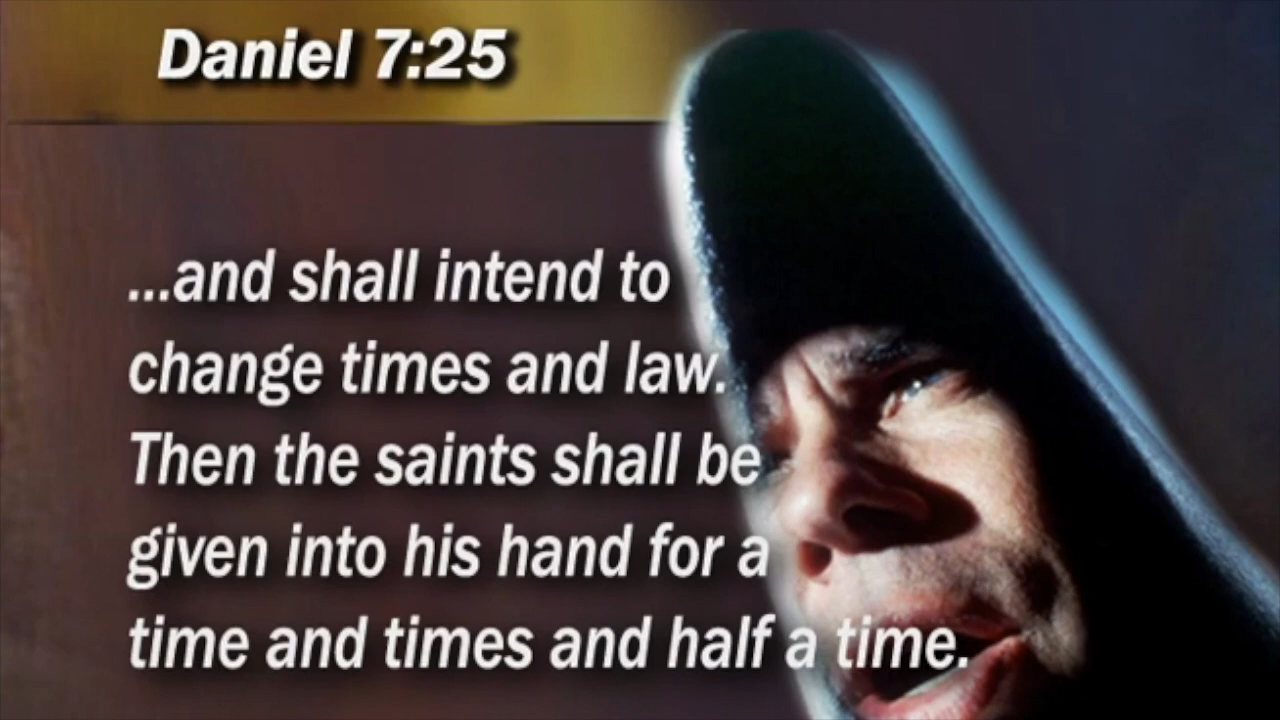 Daniel 7:25
...and shall intend to
change times and law.
Then the saints shall be
given into his hand for a
time and times and half a time.